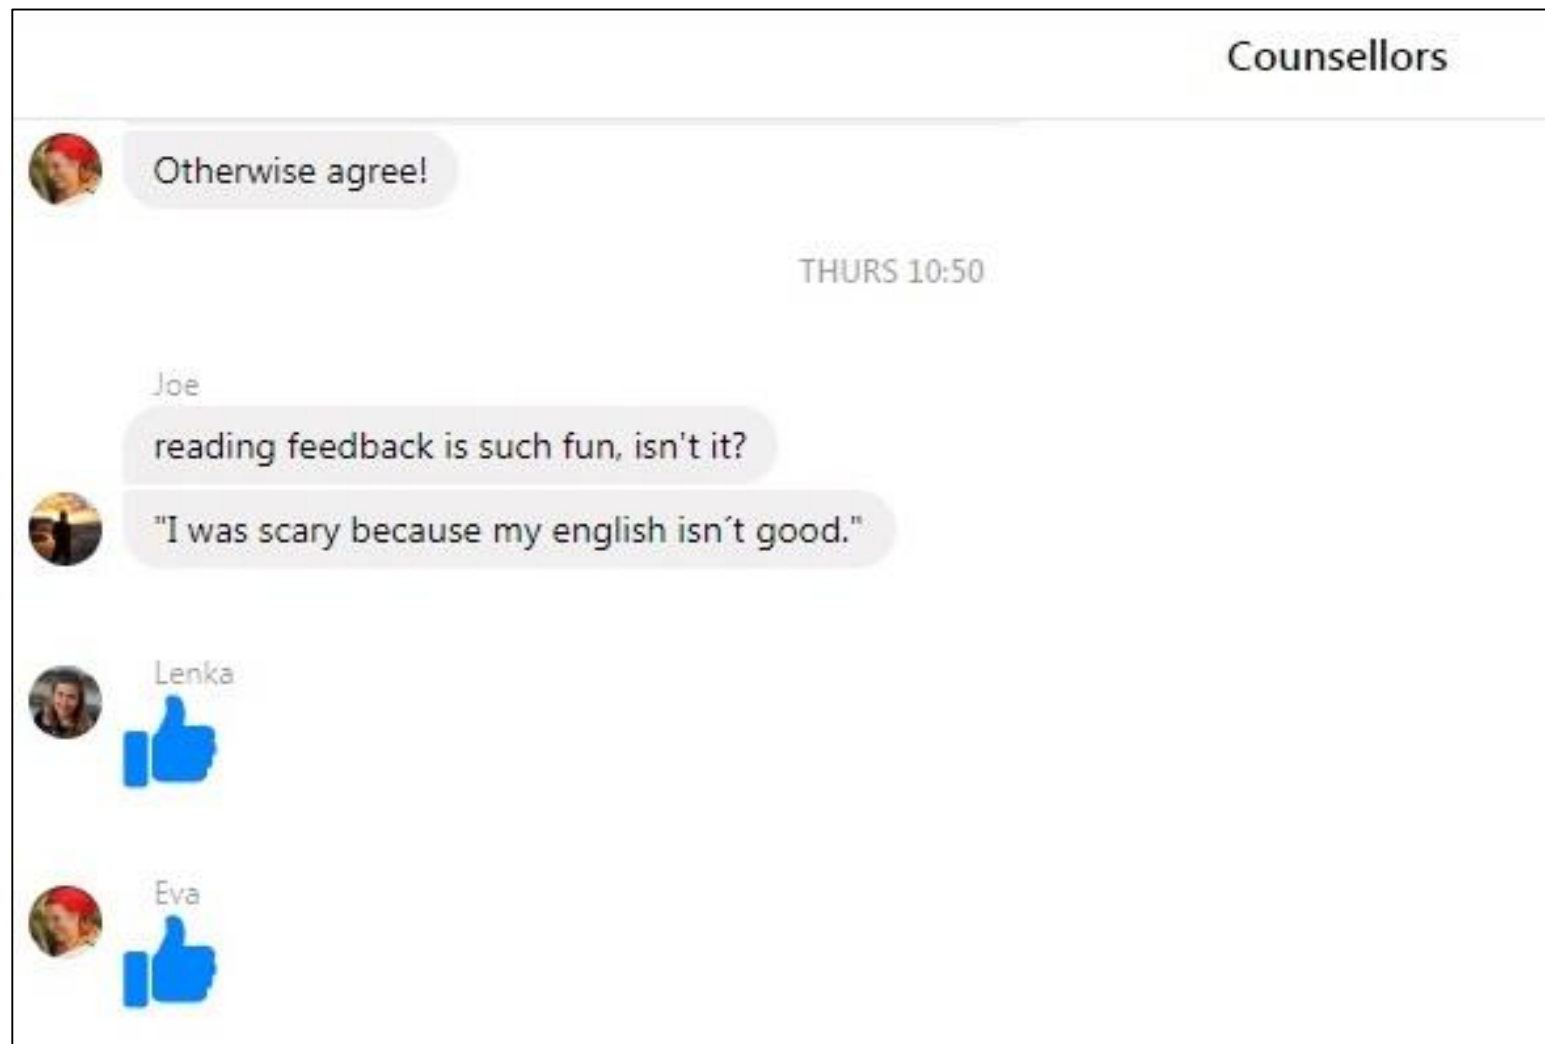 Counsellors
Otherwise agree!
THURS 10:50
Joe
reading feedback is such fun, isn't it?
"I was scary because my english isn´t good."
Lenka
Eva